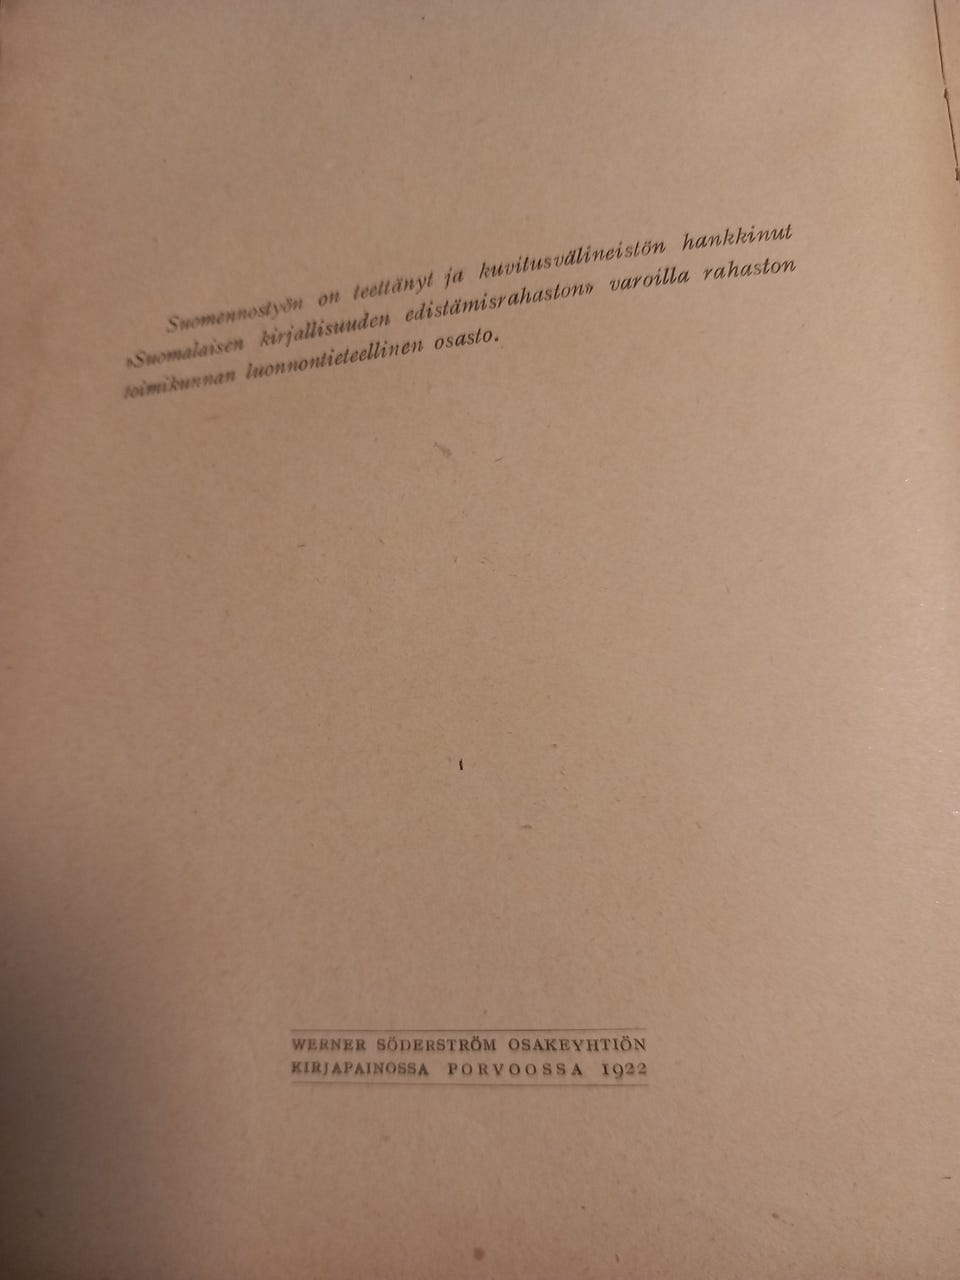 Suomennostyön on teettänyt ja kuvitusvälineistön hankkinut
»Suomalaisen kirjallisuuden edistämisrahaston» varoilla rahaston
toimikunnan luonnontieteellinen osasto.
WERNER SÖDERSTRÖM OSAKEYHTIÖN
KIRJAPAINOSSA PORVOOSSA 1922